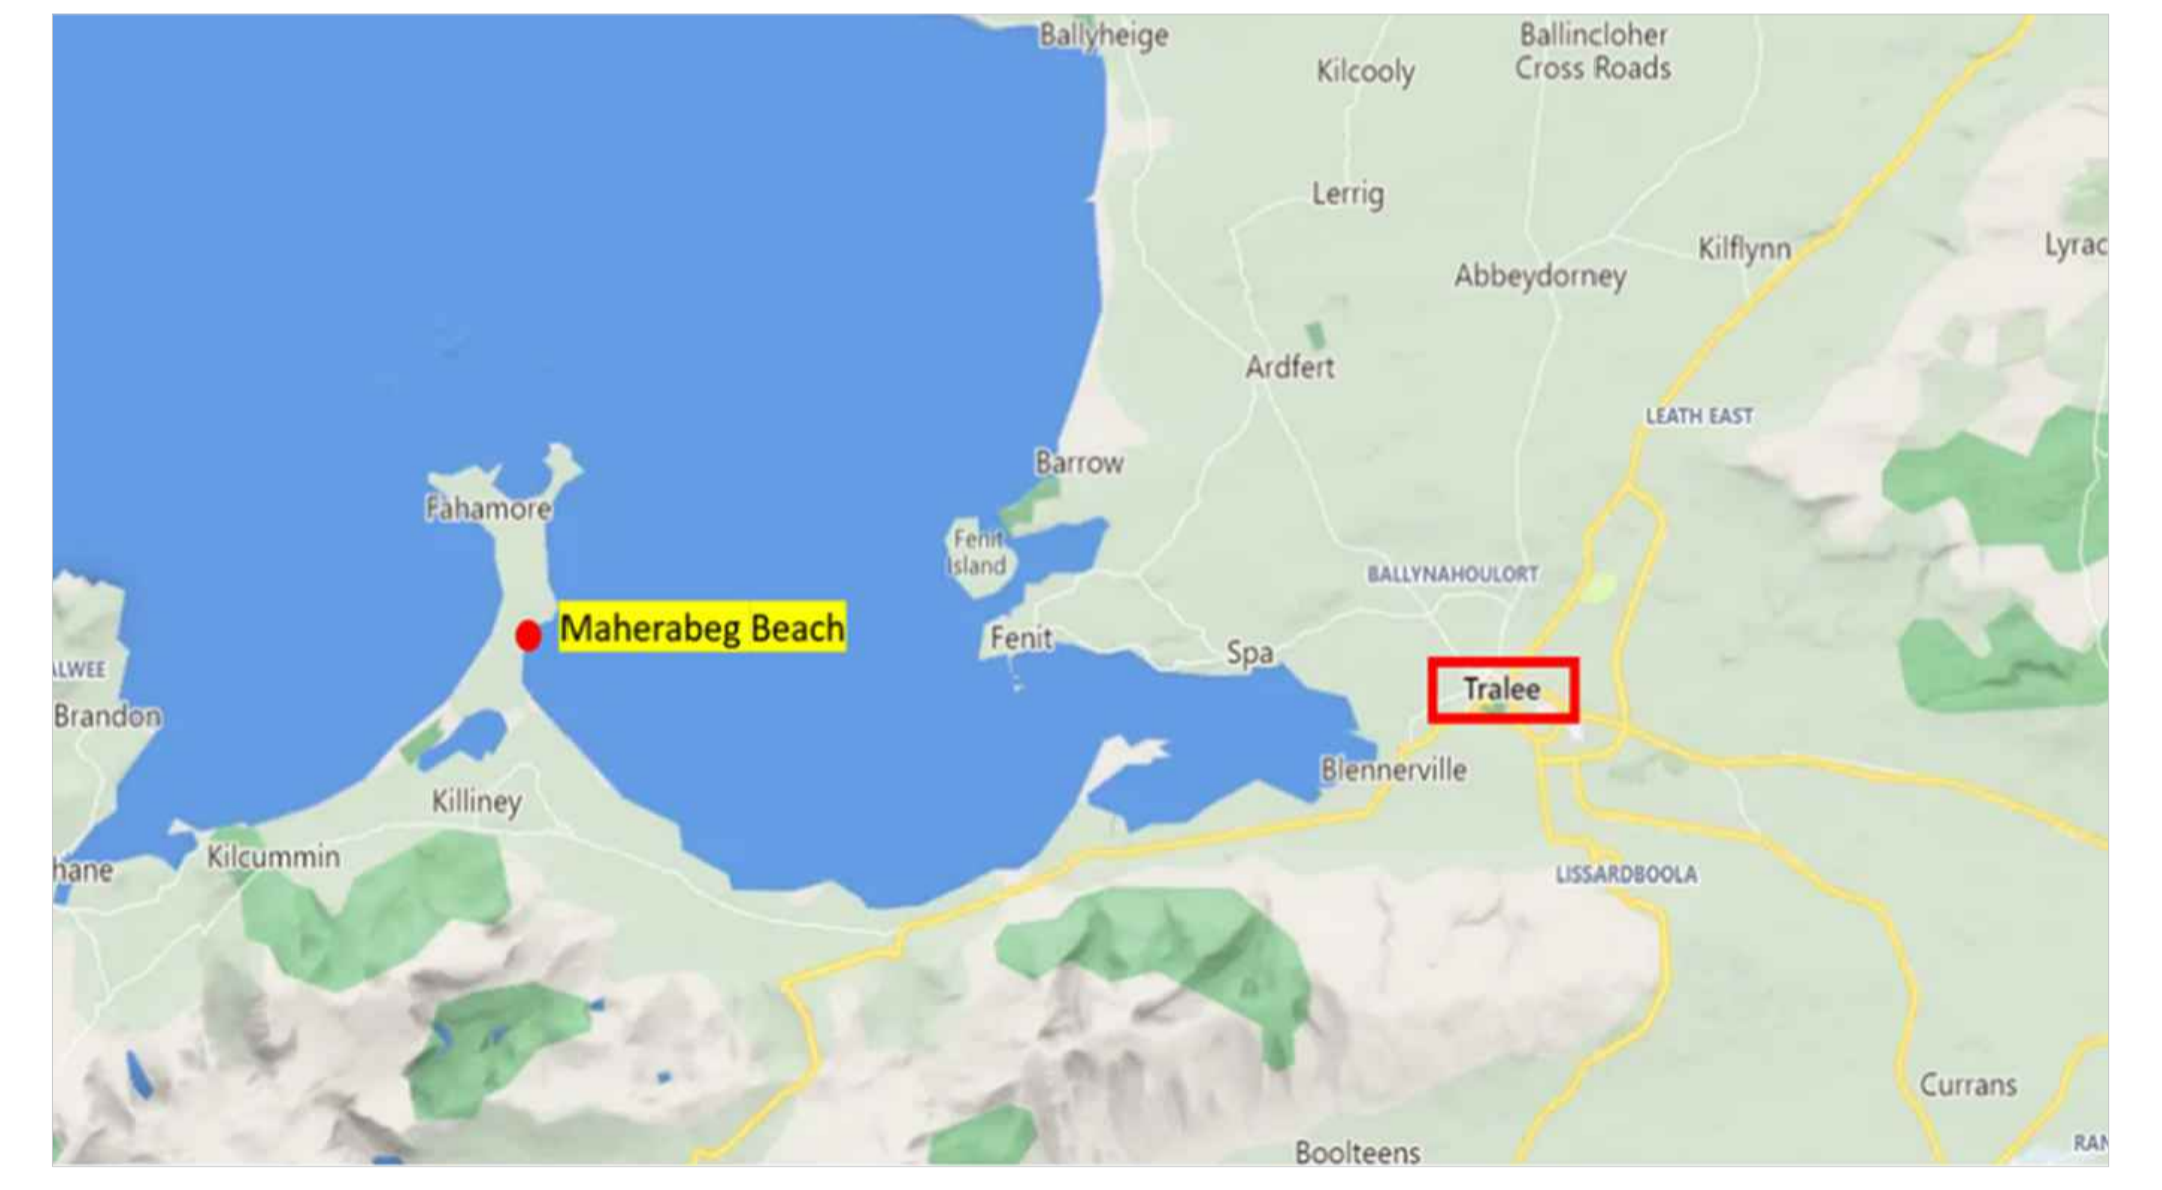 Ballyheige
Ballincloher
Cross Roads
Kilcooly
Lerrig
Kilflynn
Lyrac
Abbeydorney
Ardfert
LEATH EAST
Barrow
Fahamore
Fenit
Island
BALLYNAHOULORT
Maherabeg Beach
Fenit
Spa
ALWEE
Tralee
Brandon
Blennerville
Killiney
Kilcummin
hane
LISSARDBOOLA
Currans
RAN
Boolteens